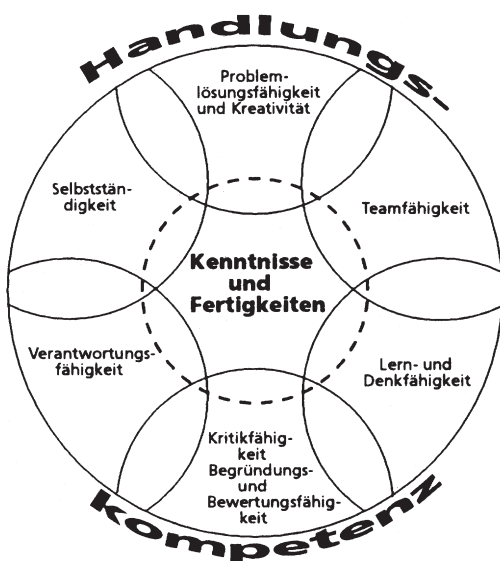 Handlungs-
Problem-
lösungsfähigkeit
und Kreativität
Selbststän-
digkeit
Teamfähigkeit
Kenntnisse
und
Fertigkeiten
Verantwortungs-
fähigkeit
Lern- und
Denkfähigkeit
Kritikfähig-
keit
Begründungs-
und
Bewertungsfähig-
keit
kompetenz